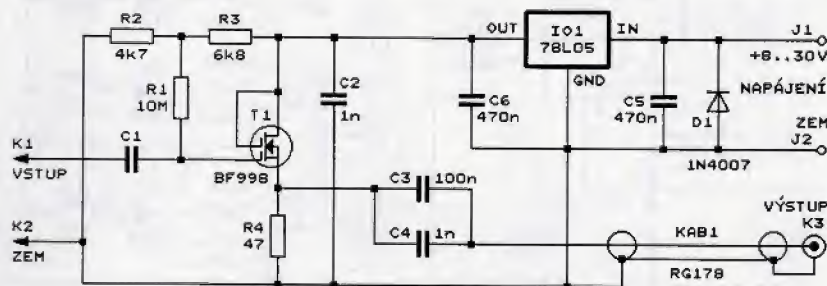 R2
4k7
R3
6k8
R1
10M
C1
K1
VSTUP
K2
ZEM
T1
BF998
R4
47
C2
1n
C3
100n
C4
1n
C6
470n
OUT
IO1
78L05
IN
GND
C5
470n
D1
1N4007
J1
+8..30V
NAPÁJENÍ
ZEM
J2
VÝSTUP
K3
KAB1
RG178